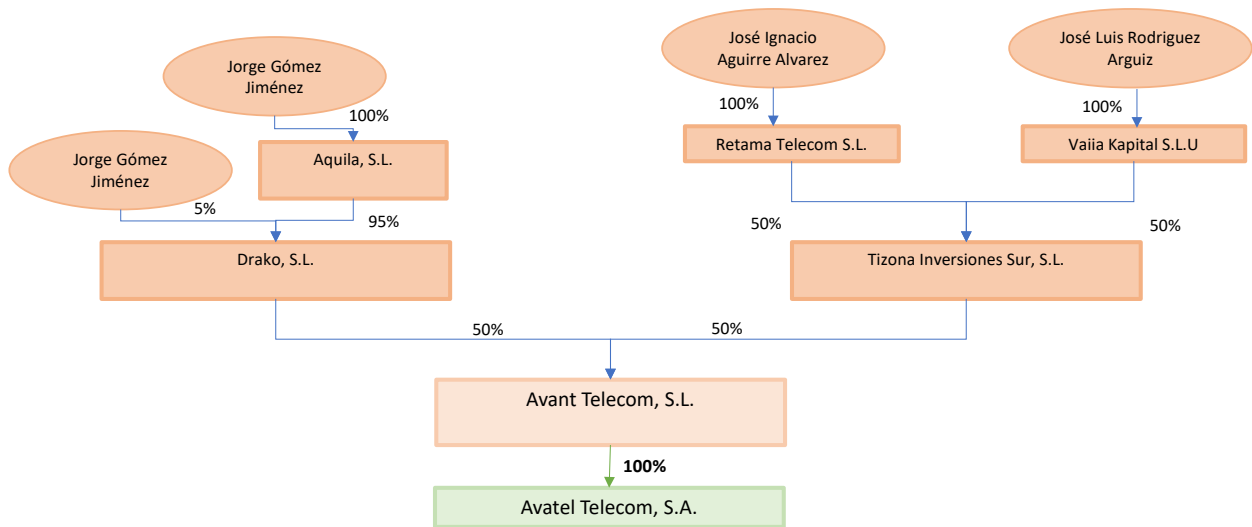 José Ignacio
Aguirre Alvarez
José Luis Rodriguez
Arguiz
Jorge Gómez
Jiménez
100%
100%
100%
Jorge Gómez
Jiménez
Aquila, S.L.
Retama Telecom S.L.
Vaiia Kapital S.L.U
5%
95%
50%
50%
Drako, S.L.
Tizona Inversiones Sur, S.L.
50%
50%
Avant Telecom, S.L.
100%
Avatel Telecom, S.A.